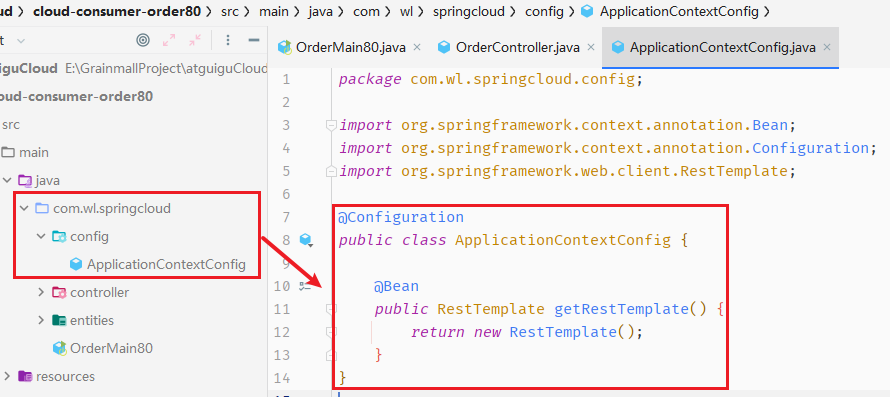 oud › cloud-consumer-order80 › src › main › java › com › wl › springcloud › config › ApplicationContextConfig ›
ct
OrderMain80.java × OrderController.java × ApplicationContextConfig.java ×
guiguCloud E:\GrainmallProject\atguiguCloud
oud-consumer-order80
src
main
java
com.wl.springcloud
config
ApplicationContextConfig
controller
entities
OrderMain80
resources
1 package com.wl.springcloud.config;
2
3 import org.springframework.context.annotation.Bean;
4 import org.springframework.context.annotation.Configuration;
5 import org.springframework.web.client.RestTemplate;
6
7 @Configuration
8 public class ApplicationContextConfig {
9
10 @Bean
11 public RestTemplate getRestTemplate() {
12 return new RestTemplate();
13 }
14 }